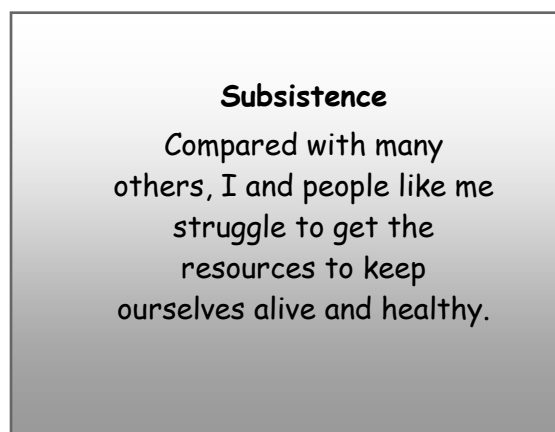 Subsistence
Compared with many
others, I and people like me
struggle to get the
resources to keep
ourselves alive and healthy.